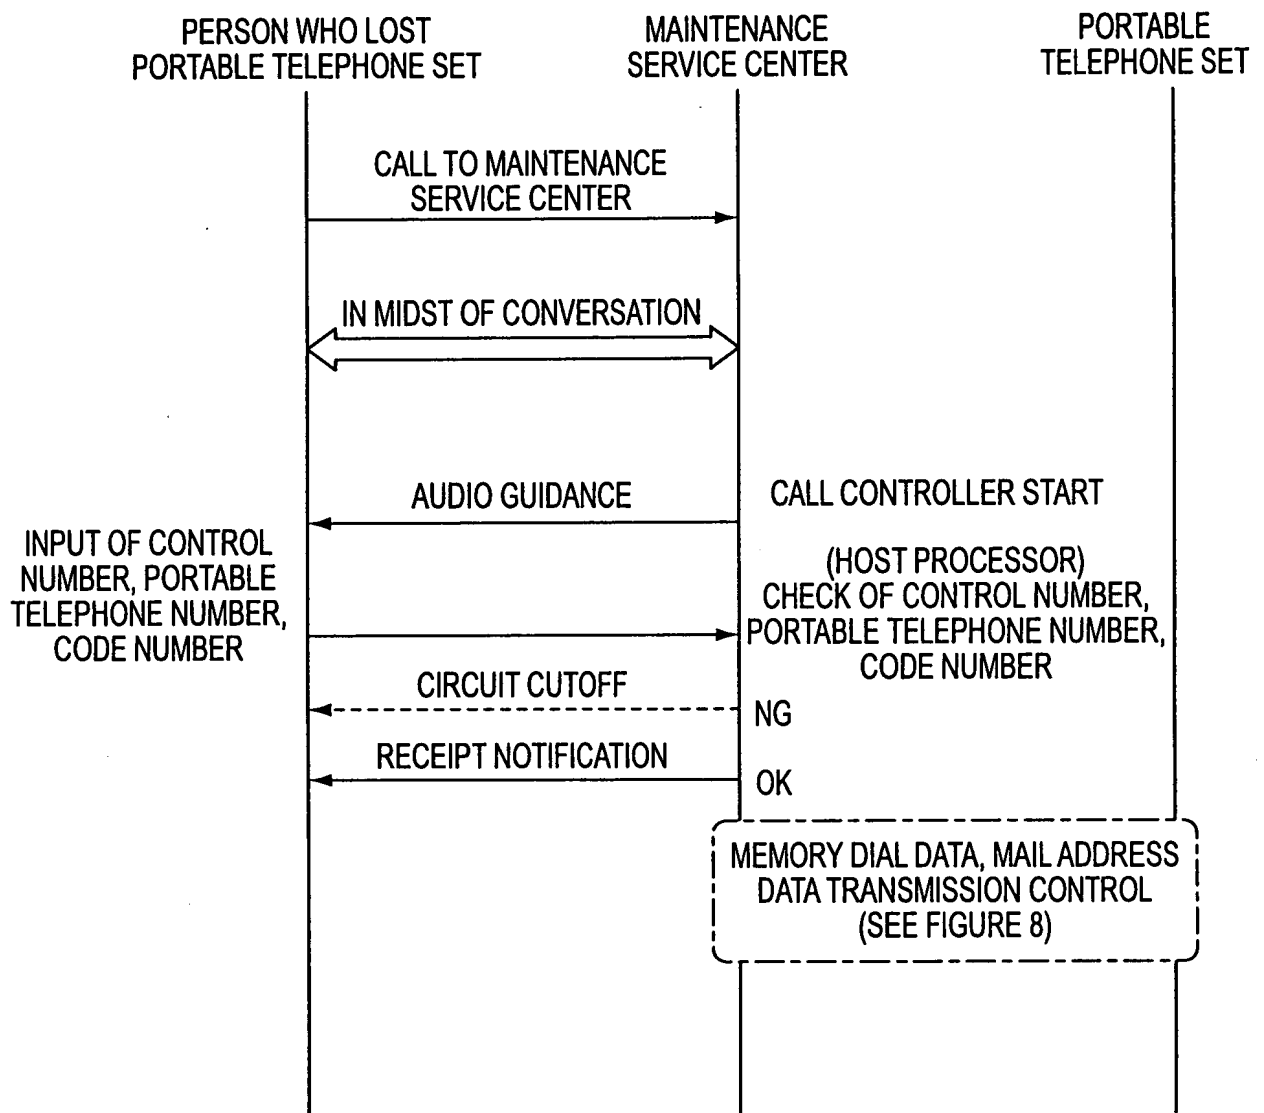 PERSON WHO LOST
PORTABLE TELEPHONE SET
MAINTENANCE
SERVICE CENTER
PORTABLE
TELEPHONE SET
CALL TO MAINTENANCE
SERVICE CENTER
IN MIDST OF CONVERSATION
AUDIO GUIDANCE
CALL CONTROLLER START
INPUT OF CONTROL
NUMBER, PORTABLE
TELEPHONE NUMBER,
CODE NUMBER
(HOST PROCESSOR)
CHECK OF CONTROL NUMBER,
PORTABLE TELEPHONE NUMBER,
CODE NUMBER
CIRCUIT CUTOFF
NG
RECEIPT NOTIFICATION
OK
MEMORY DIAL DATA, MAIL ADDRESS
DATA TRANSMISSION CONTROL
(SEE FIGURE 8)